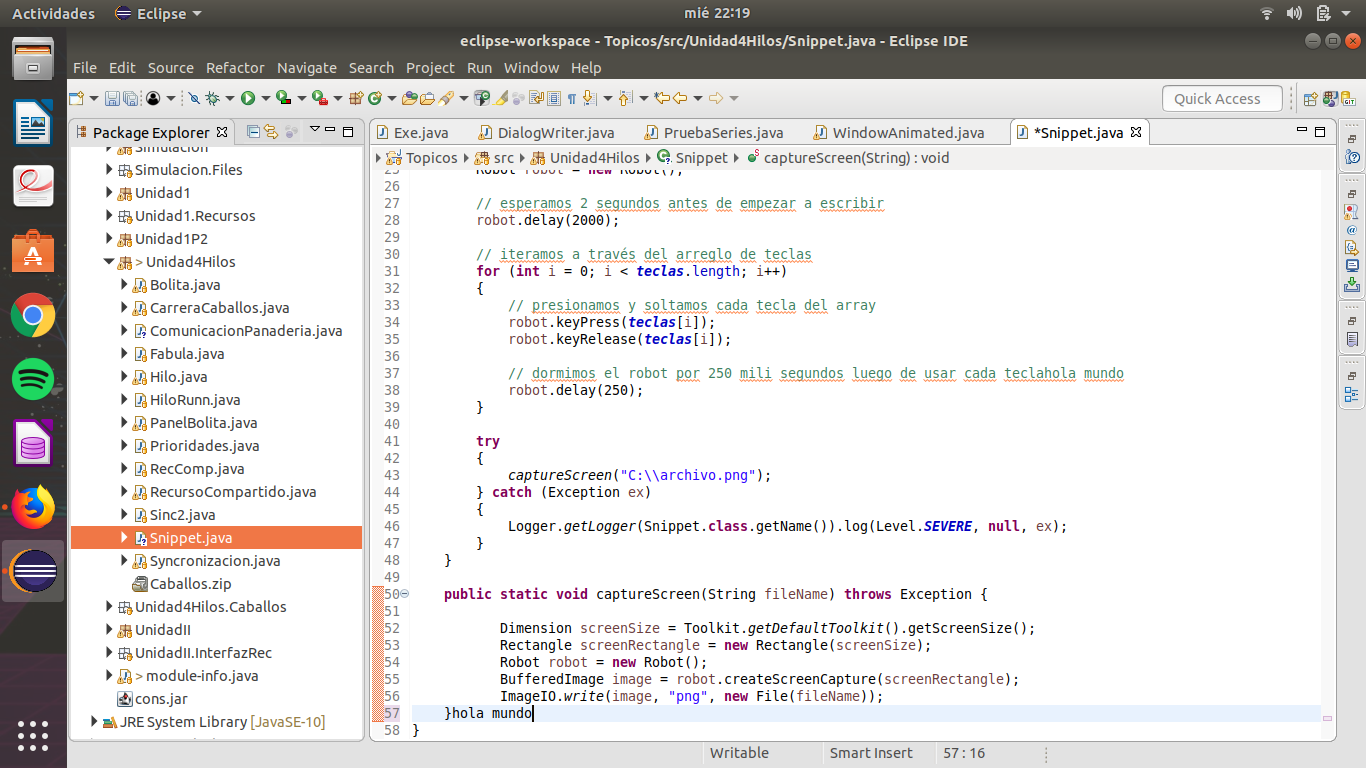 Actividades Eclipse mié 22:19
eclipse-workspace - Topicos/src/Unidad4Hilos/Snippet.java - Eclipse IDE
File Edit Source Refactor Navigate Search Project Run Window Help
Quick Access
Package Explorer
Exe.java DialogWriter.java PruebaSeries.java WindowAnimated.java *Snippet.java
Topicos src Unidad4Hilos Snippet captureScreen(String) : void
Simulacion
Simulacion.Files
Unidad1
Unidad1.Recursos
Unidad1P2
> Unidad4Hilos
Bolita.java
CarreraCaballos.java
ComunicacionPanaderia.java
Fabula.java
Hilo.java
HiloRunn.java
PanelBolita.java
Prioridades.java
RecComp.java
RecursoCompartido.java
Sinc2.java
Snippet.java
Syncronizacion.java
Caballos.zip
Unidad4Hilos.Caballos
UnidadII
UnidadII.InterfazRec
> module-info.java
cons.jar
JRE System Library [JavaSE-10]
25 Robot robot = new Robot();
26
27 // esperamos 2 segundos antes de empezar a escribir
28 robot.delay(2000);
29
30 // iteramos a través del arreglo de teclas
31 for (int i = 0; i < teclas.length; i++)
32 {
33 // presionamos y soltamos cada tecla del array
34 robot.keyPress(teclas[i]);
35 robot.keyRelease(teclas[i]);
36
37 // dormimos el robot por 250 mili segundos luego de usar cada teclahola mundo
38 robot.delay(250);
39 }
40
41 try
42 {
43 captureScreen("C:\\archivo.png");
44 } catch (Exception ex)
45 {
46 Logger.getLogger(Snippet.class.getName()).log(Level.SEVERE, null, ex);
47 }
48 }
49
50 public static void captureScreen(String fileName) throws Exception {
51
52 Dimension screenSize = Toolkit.getDefaultToolkit().getScreenSize();
53 Rectangle screenRectangle = new Rectangle(screenSize);
54 Robot robot = new Robot();
55 BufferedImage image = robot.createScreenCapture(screenRectangle);
56 ImageIO.write(image, "png", new File(fileName));
57 }hola mundo
58 }
Writable Smart Insert 57 : 16